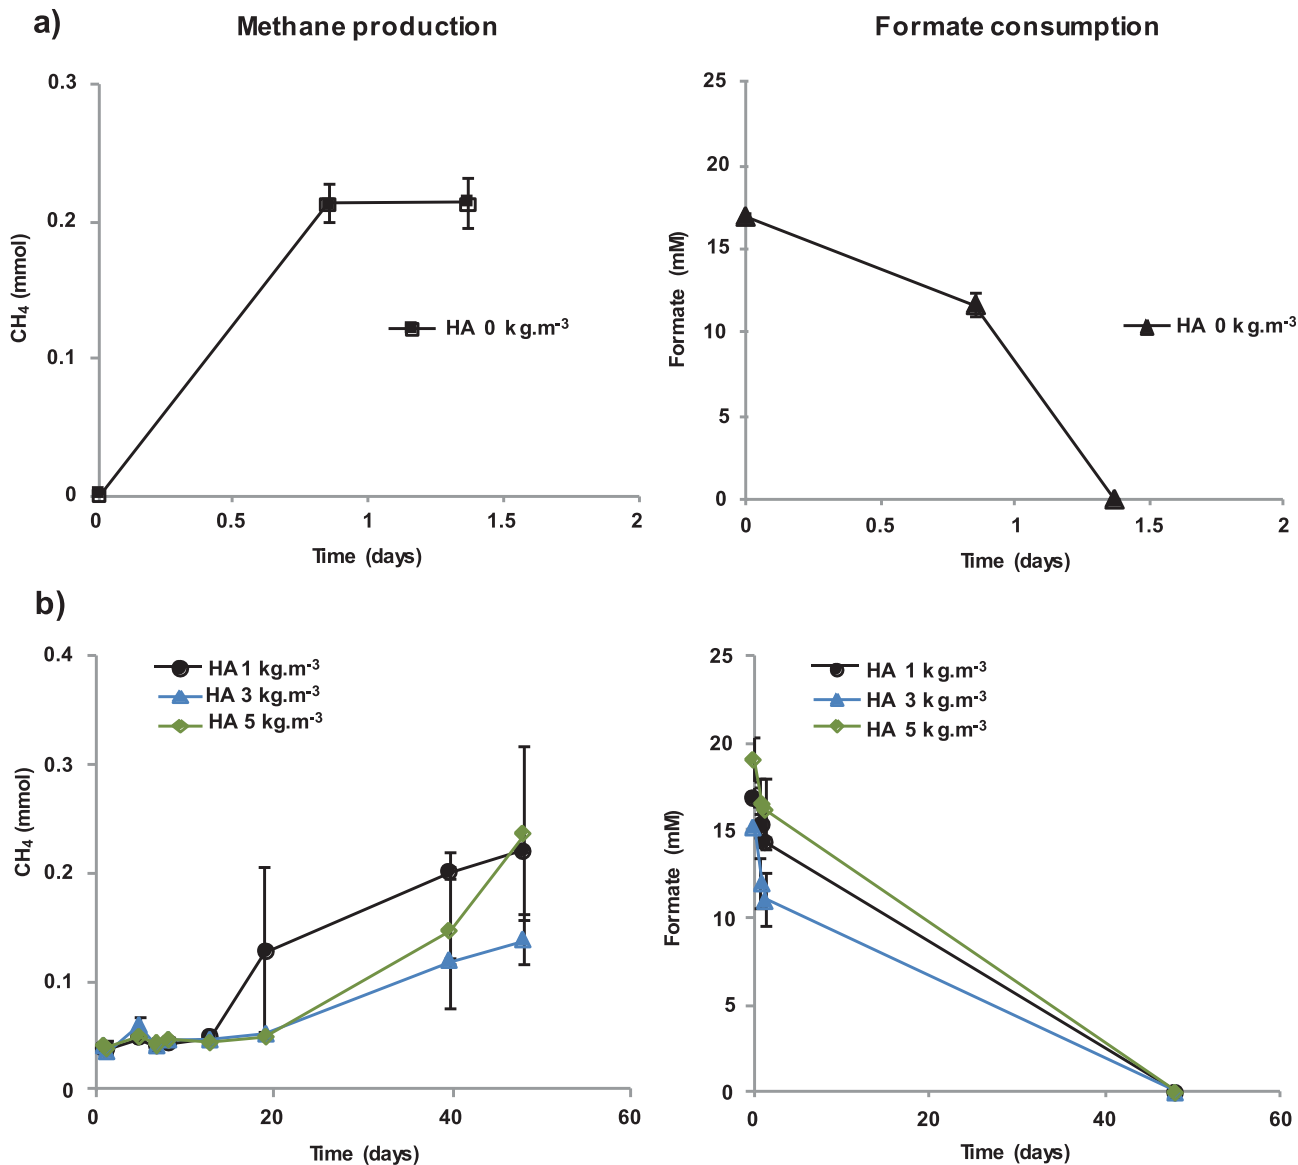 a)
Methane production
Formate consumption
0.3
0.2
0.1
0
CH₄ (mmol)
HA 0 kg.m⁻³
0 0.5 1 1.5 2
Time (days)
25
20
15
10
5
0
Formate (mM)
HA 0 kg.m⁻³
0 0.5 1 1.5 2
Time (days)
b)
0.4
0.3
0.2
0.1
0
CH₄ (mmol)
HA 1 kg.m⁻³
HA 3 kg.m⁻³
HA 5 kg.m⁻³
0 20 40 60
Time (days)
25
20
15
10
5
0
Formate (mM)
HA 1 kg.m⁻³
HA 3 kg.m⁻³
HA 5 kg.m⁻³
0 20 40 60
Time (days)